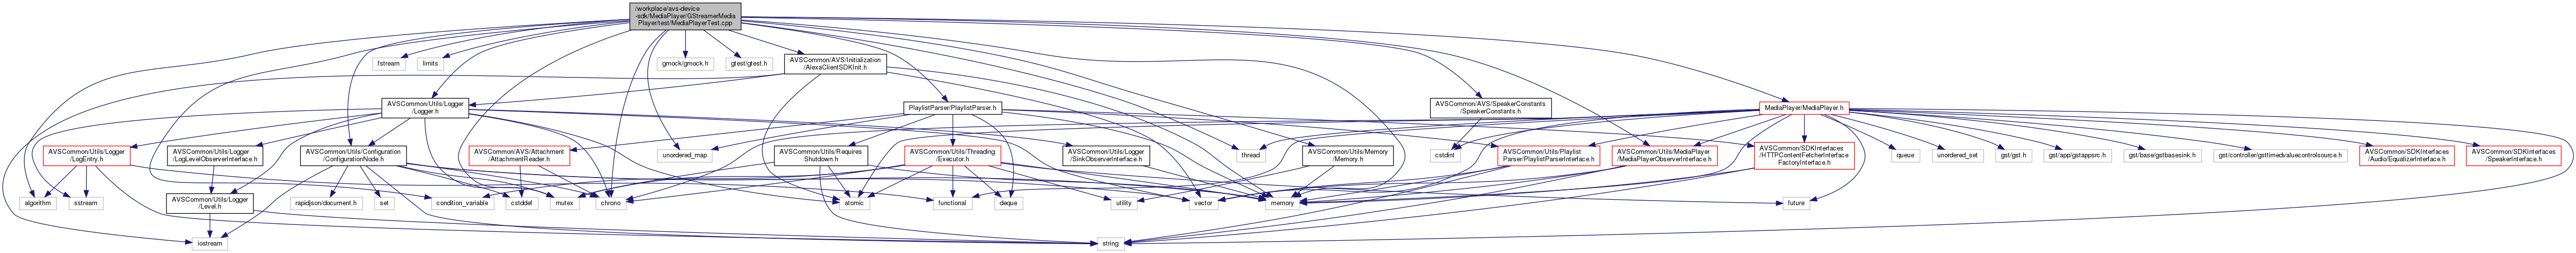 /workplace/avs-device
-sdk/MediaPlayer/GStreamerMedia
Player/test/MediaPlayerTest.cpp
fstream
limits
gmock/gmock.h
gtest/gtest.h
AVSCommon/AVS/Initialization
/AlexaClientSDKInit.h
AVSCommon/Utils/Logger
/Logger.h
PlaylistParser/PlaylistParser.h
AVSCommon/AVS/SpeakerConstants
/SpeakerConstants.h
MediaPlayer/MediaPlayer.h
AVSCommon/Utils/Logger
/LogEntry.h
AVSCommon/Utils/Logger
/LogLevelObserverInterface.h
AVSCommon/Utils/Configuration
/ConfigurationNode.h
AVSCommon/AVS/Attachment
/AttachmentReader.h
unordered_map
AVSCommon/Utils/Requires
Shutdown.h
AVSCommon/Utils/Threading
/Executor.h
AVSCommon/Utils/Logger
/SinkObserverInterface.h
thread
AVSCommon/Utils/Memory
/Memory.h
cstdint
AVSCommon/Utils/Playlist
Parser/PlaylistParserInterface.h
AVSCommon/Utils/MediaPlayer
/MediaPlayerObserverInterface.h
AVSCommon/SDKInterfaces
/HTTPContentFetcherInterface
FactoryInterface.h
queue
unordered_set
gst/gst.h
gst/app/gstappsrc.h
gst/base/gstbasesink.h
gst/controller/gsttimedvaluecontrolsource.h
AVSCommon/SDKInterfaces
/Audio/EqualizerInterface.h
AVSCommon/SDKInterfaces
/SpeakerInterface.h
algorithm
sstream
AVSCommon/Utils/Logger
/Level.h
rapidjson/document.h
set
condition_variable
cstddef
mutex
chrono
atomic
functional
deque
utility
vector
memory
future
iostream
string